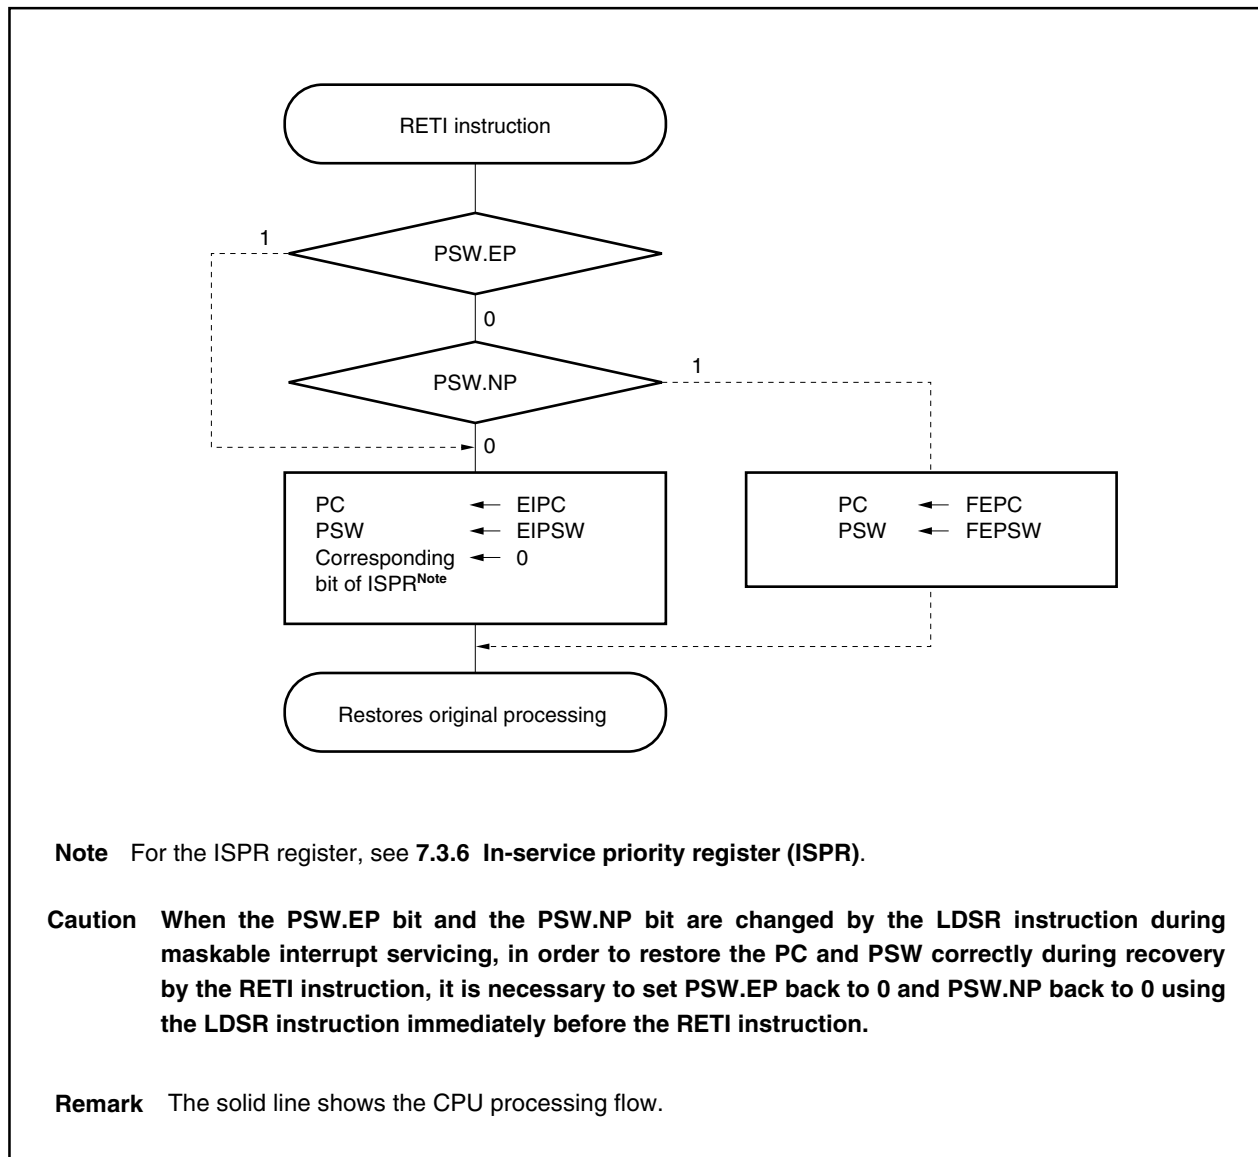 RETI instruction
1
PSW.EP
0
PSW.NP
1
0
PC ← EIPC
PSW ← EIPSW
Corresponding ← 0
bit of ISPRNote
PC ← FEPC
PSW ← FEPSW
Restores original processing
Note For the ISPR register, see 7.3.6 In-service priority register (ISPR).
Caution When the PSW.EP bit and the PSW.NP bit are changed by the LDSR instruction during
maskable interrupt servicing, in order to restore the PC and PSW correctly during recovery
by the RETI instruction, it is necessary to set PSW.EP back to 0 and PSW.NP back to 0 using
the LDSR instruction immediately before the RETI instruction.
Remark The solid line shows the CPU processing flow.